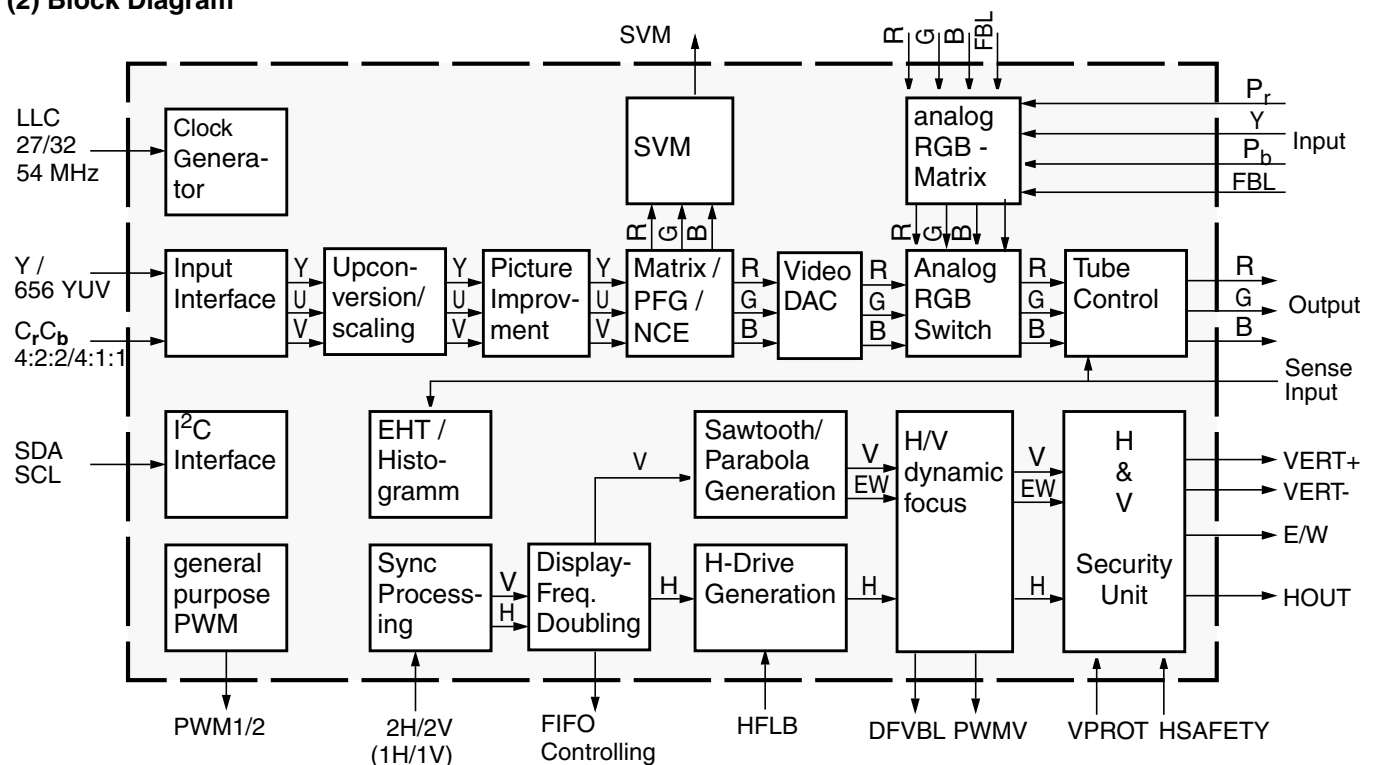 (2) Block Diagram
SVM
R G B FBL
LLC
27/32
54 MHz
Clock
Genera-
tor
SVM
analog
RGB -
Matrix
Pr
Y
Pb
FBL
Input
R G B
R G B
Y /
656 YUV
CrCb
4:2:2/4:1:1
Input
Interface
Y
U
V
Upcon-
version/
scaling
Y
U
V
Picture
Improv-
ment
Y
U
V
Matrix /
PFG /
NCE
R
G
B
Video
DAC
R
G
B
Analog
RGB
Switch
R
G
B
Tube
Control
R
G
B
Output
Sense
Input
SDA
SCL
I2C
Interface
EHT /
Histo-
gramm
V
Sawtooth/
Parabola
Generation
V
EW
H/V
dynamic
focus
V
EW
H
&
V
Security
Unit
VERT+
VERT-
E/W
HOUT
general
purpose
PWM
Sync
Process-
ing
V
H
Display-
Freq.
Doubling
H
H-Drive
Generation
H
H
PWM1/2
2H/2V
(1H/1V)
FIFO
Controlling
HFLB
DFVBL PWMV
VPROT HSAFETY